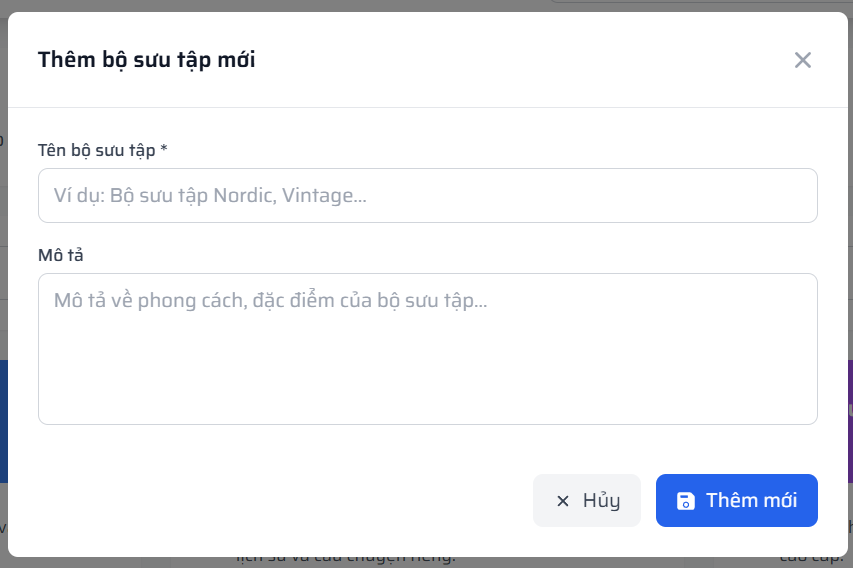 Thêm bộ sưu tập mới
Tên bộ sưu tập *
Ví dụ: Bộ sưu tập Nordic, Vintage...
Mô tả
Mô tả về phong cách, đặc điểm của bộ sưu tập...
Hủy
Thêm mới